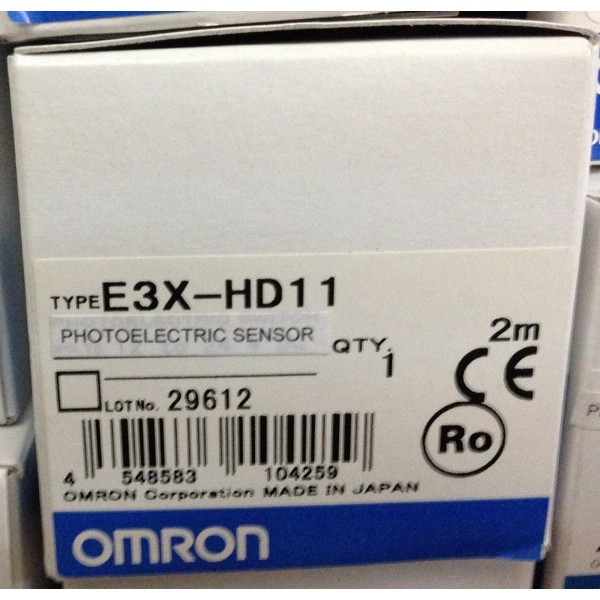 TYPE E3X-HD11
PHOTOELECTRIC SENSOR
2m
QTY.
1
CE
LOT No. 29612
Ro
4 548583 104259
OMRON Corporation MADE IN JAPAN
OMRON